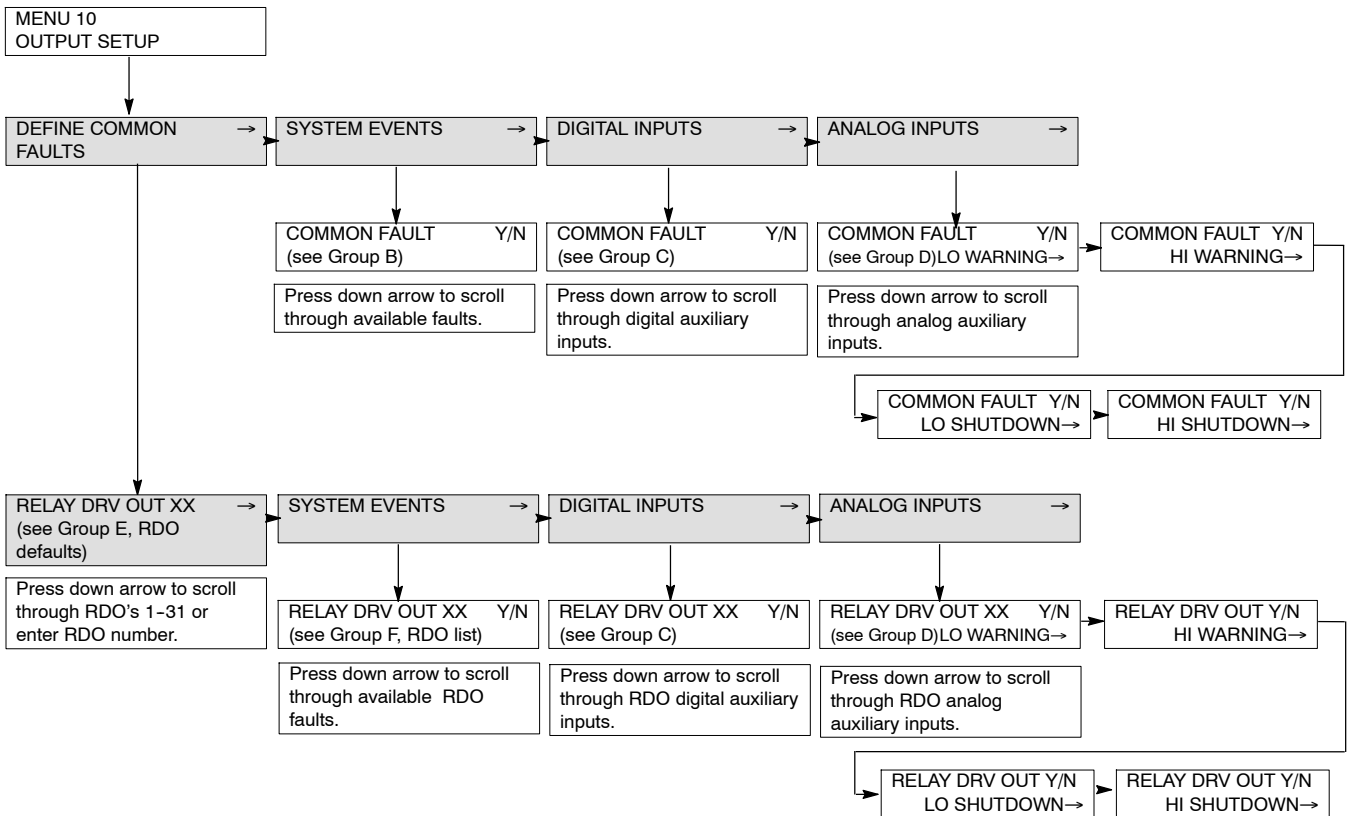 MENU 10
OUTPUT SETUP
DEFINE COMMON →
FAULTS
SYSTEM EVENTS →
DIGITAL INPUTS →
ANALOG INPUTS →
COMMON FAULT Y/N
(see Group B)
COMMON FAULT Y/N
(see Group C)
COMMON FAULT Y/N
(see Group D)LO WARNING→
COMMON FAULT Y/N
HI WARNING→
Press down arrow to scroll
through available faults.
Press down arrow to scroll
through digital auxiliary
inputs.
Press down arrow to scroll
through analog auxiliary
inputs.
COMMON FAULT Y/N
LO SHUTDOWN→
COMMON FAULT Y/N
HI SHUTDOWN→
RELAY DRV OUT XX →
(see Group E, RDO
defaults)
SYSTEM EVENTS →
DIGITAL INPUTS →
ANALOG INPUTS →
Press down arrow to scroll
through RDO's 1-31 or
enter RDO number.
RELAY DRV OUT XX Y/N
(see Group F, RDO list)
RELAY DRV OUT XX Y/N
(see Group C)
RELAY DRV OUT XX Y/N
(see Group D)LO WARNING→
RELAY DRV OUT Y/N
HI WARNING→
Press down arrow to scroll
through available RDO
faults.
Press down arrow to scroll
through RDO digital auxiliary
inputs.
Press down arrow to scroll
through RDO analog
auxiliary inputs.
RELAY DRV OUT Y/N
LO SHUTDOWN→
RELAY DRV OUT Y/N
HI SHUTDOWN→